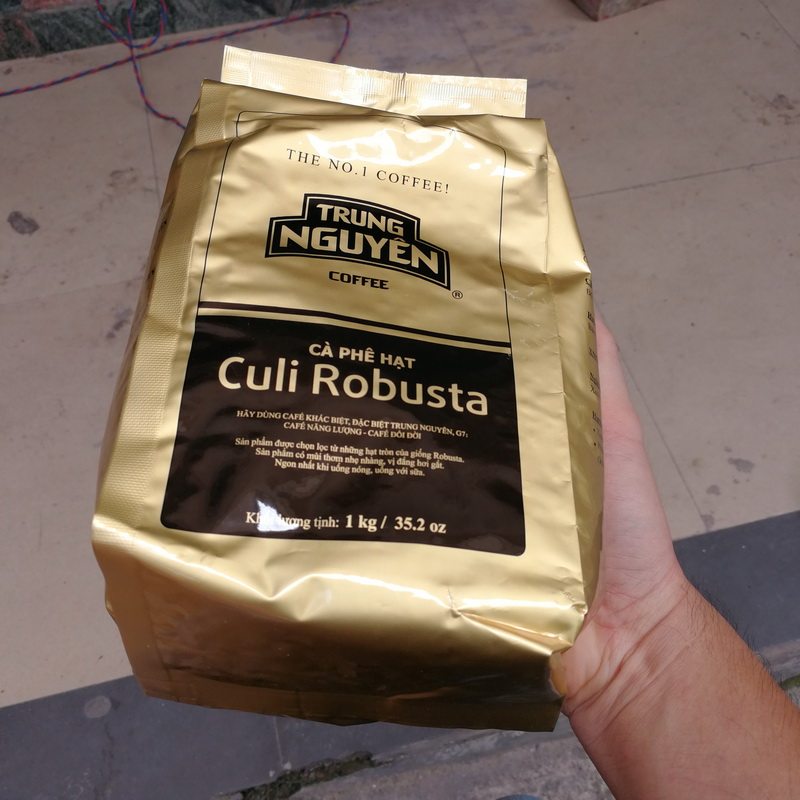 THE NO.1 COFFEE!
TRUNG
NGUYÊN
COFFEE
®
CÀ PHÊ HẠT
Culi Robusta
HÃY DÙNG CAFÉ KHÁC BIỆT, ĐẶC BIỆT TRUNG NGUYÊN, G7:
CAFÉ NĂNG LƯỢNG - CAFÉ ĐỔI ĐỜI
Sản phẩm được chọn lọc từ những hạt tròn của giống Robusta.
Sản phẩm có mùi thơm nhẹ nhàng, vị đắng hơi gắt.
Ngon nhất khi uống nóng, uống với sữa.
Khối lượng tịnh: 1 kg / 35.2 oz